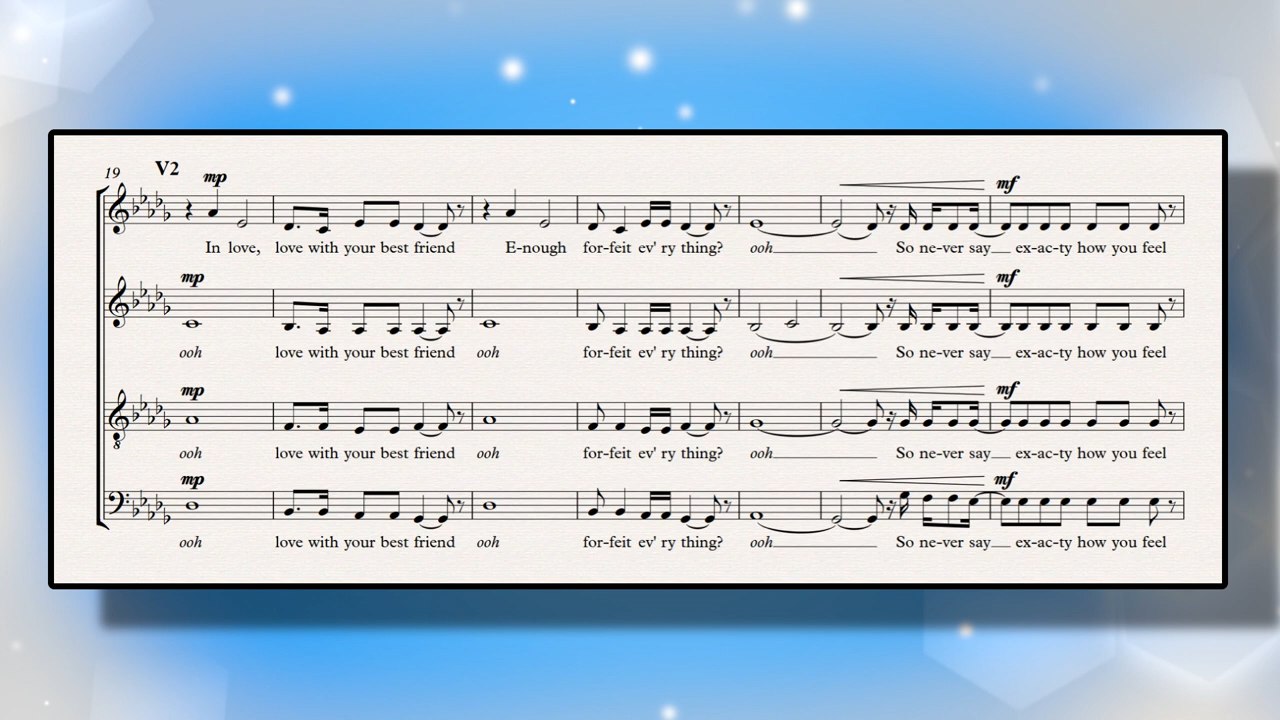 19 V2 mp mf
In love, love with your best friend E-nough for-feit ev' ry thing? ooh So ne-ver say ex-ac-ty how you feel
mp mf
ooh love with your best friend ooh for-feit ev' ry thing? ooh So ne-ver say ex-ac-ty how you feel
mp mf
8
ooh love with your best friend ooh for-feit ev' ry thing? ooh So ne-ver say ex-ac-ty how you feel
mp mf
ooh love with your best friend ooh for-feit ev' ry thing? ooh So ne-ver say ex-ac-ty how you feel